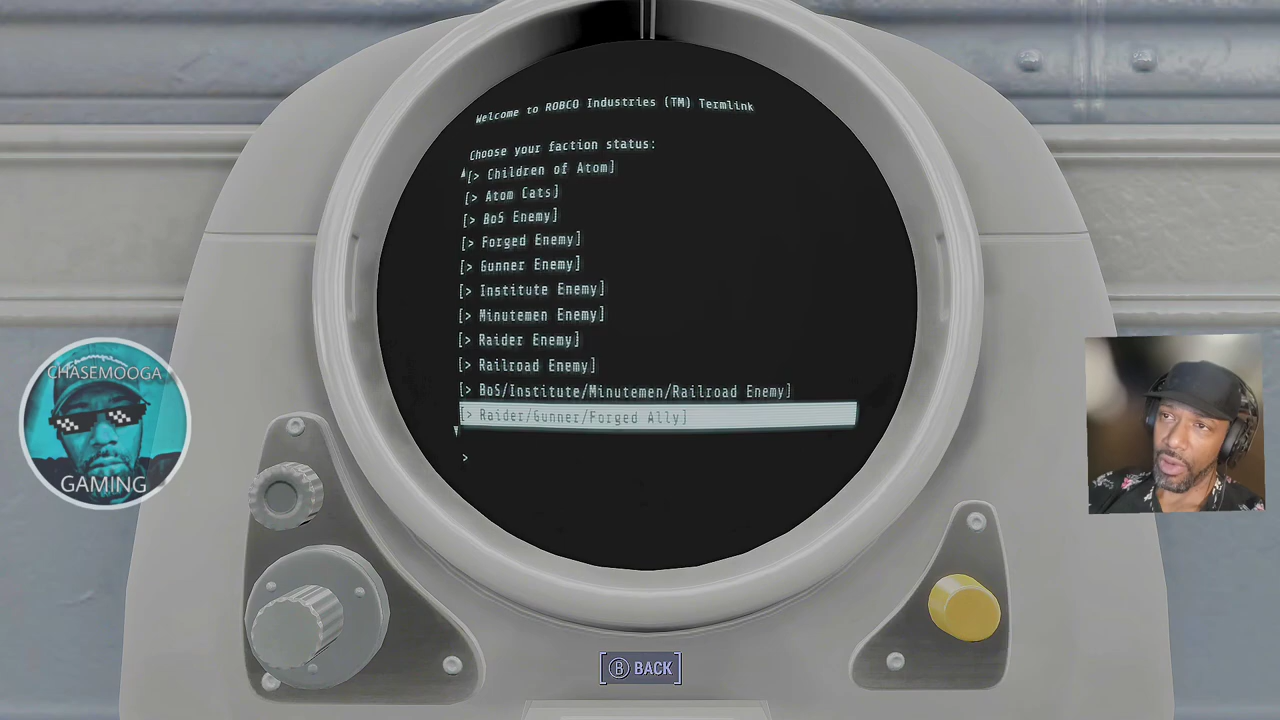 Welcome to ROBCO Industries (TM) Termlink
Choose your faction status:
[> Children of Atom]
[> Atom Cats]
[> BoS Enemy]
[> Forged Enemy]
[> Gunner Enemy]
[> Institute Enemy]
[> Minutemen Enemy]
[> Raider Enemy]
[> Railroad Enemy]
[> BoS/Institute/Minutemen/Railroad Enemy]
[> Raider/Gunner/Forged Ally]
>
CHASEMOOGA
GAMING
B BACK